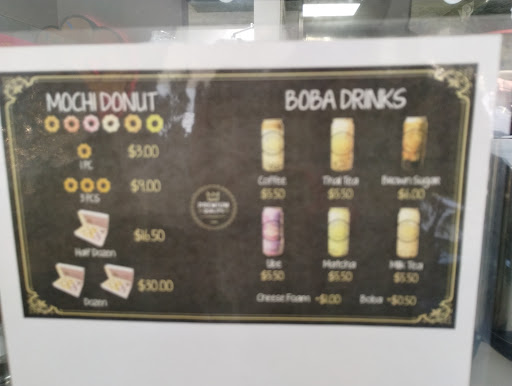 MOCHI DONUT
1 PC
$3.00
3 PCS
$9.00
Half Dozen
$16.50
Dozen
$30.00
PREMIUM
QUALITY
BOBA DRINKS
Coffee Thai Tea Brown Sugar
$5.50 $5.50 $6.00
Ube Matcha Milk Tea
$5.50 $5.50 $5.50
Cheese Foam +$1.00 Boba +$0.50